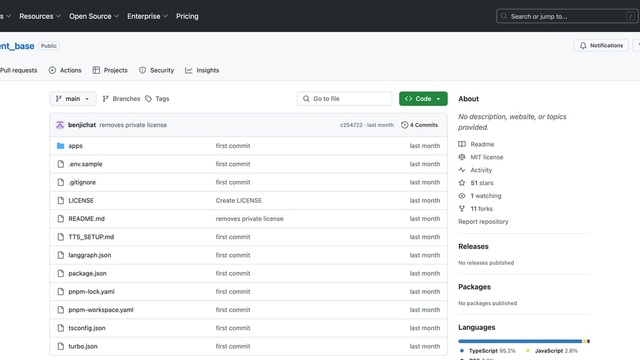 Resources Open Source Enterprise Pricing Search or jump to... /
ent_base Public Notifications
Pull requests Actions Projects Security Insights
main Branches Tags Go to file Code About
No description, website, or topics
provided.
benjichat removes private license c254722 · last month 4 Commits
apps first commit last month
Readme
.env.sample first commit last month
MIT license
Activity
.gitignore first commit last month
51 stars
LICENSE Create LICENSE last month
1 watching
11 forks
README.md removes private license last month
Report repository
TTS_SETUP.md first commit last month
Releases
langgraph.json first commit last month
No releases published
package.json first commit last month
Packages
pnpm-lock.yaml first commit last month
No packages published
pnpm-workspace.yaml first commit last month
tsconfig.json first commit last month
Languages
turbo.json first commit last month
TypeScript 95.2% JavaScript 2.8%